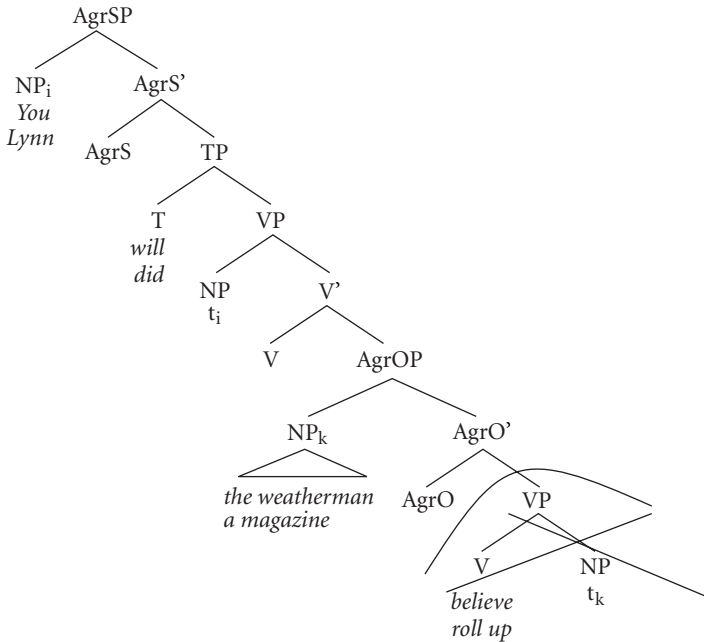 AgrSP
NPi AgrS’
You
Lynn
AgrS TP
T VP
will
did
NP V’
ti
V AgrOP
NPk AgrO’
the weatherman
a magazine
AgrO VP
V NP
believe tk
roll up